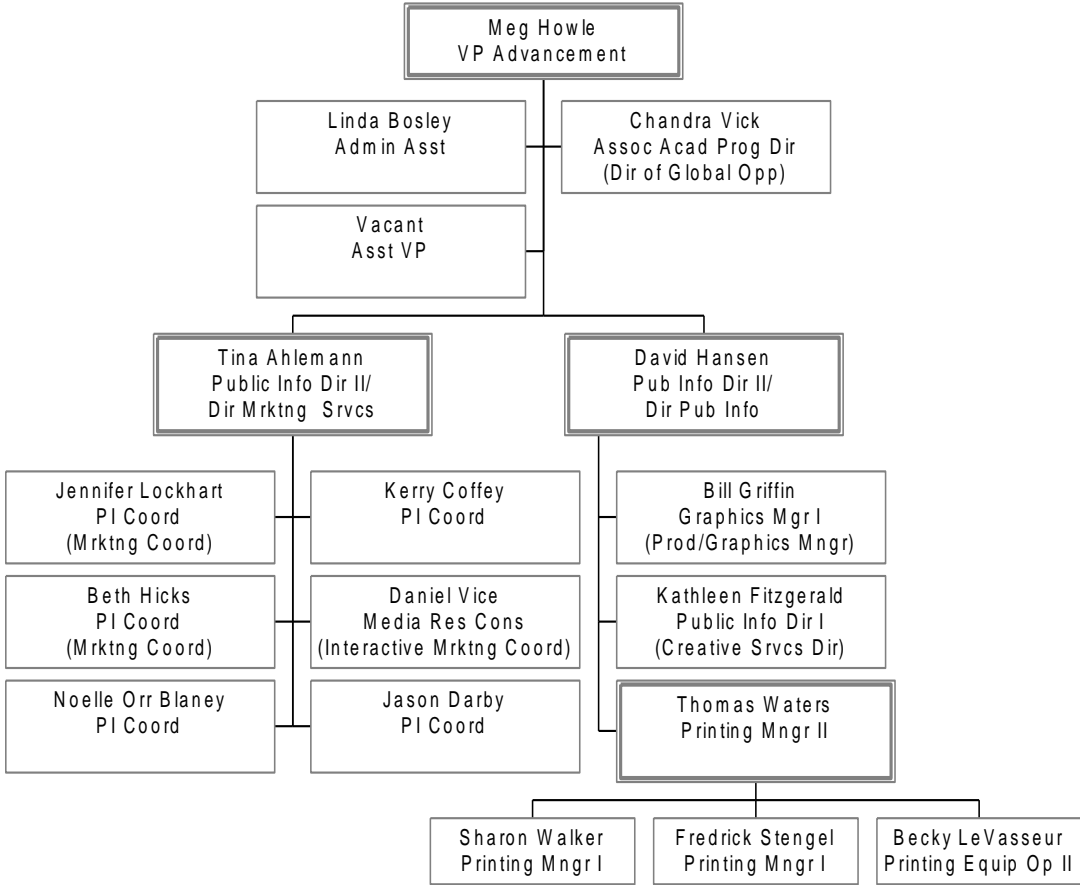 Meg Howle
VP Advancement
Linda Bosley
Admin Asst
Chandra Vick
Assoc Acad Prog Dir
(Dir of Global Opp)
Vacant
Asst VP
Tina Ahlemann
Public Info Dir II/
Dir Mrktng Srvcs
David Hansen
Pub Info Dir II/
Dir Pub Info
Jennifer Lockhart
PI Coord
(Mrktng Coord)
Kerry Coffey
PI Coord
Bill Griffin
Graphics Mgr I
(Prod/Graphics Mngr)
Beth Hicks
PI Coord
(Mrktng Coord)
Daniel Vice
Media Res Cons
(Interactive Mrktng Coord)
Kathleen Fitzgerald
Public Info Dir I
(Creative Srvcs Dir)
Noelle Orr Blaney
PI Coord
Jason Darby
PI Coord
Thomas Waters
Printing Mngr II
Sharon Walker
Printing Mngr I
Fredrick Stengel
Printing Mngr I
Becky LeVasseur
Printing Equip Op II